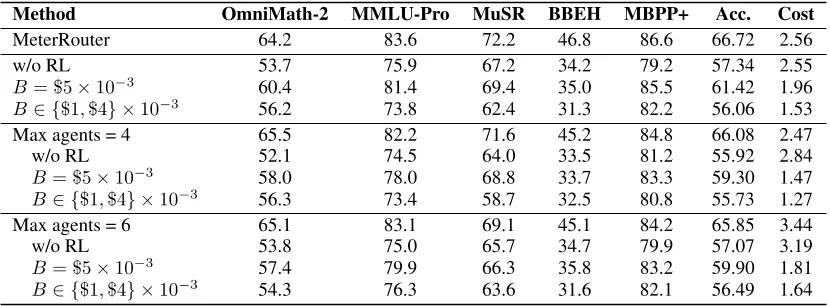 Method OmniMath-2 MMLU-Pro MuSR BBEH MBPP+ Acc. Cost
MeterRouter 64.2 83.6 72.2 46.8 86.6 66.72 2.56
w/o RL 53.7 75.9 67.2 34.2 79.2 57.34 2.55
B = $5 × 10⁻³ 60.4 81.4 69.4 35.0 85.5 61.42 1.96
B ∈ {$1, $4} × 10⁻³ 56.2 73.8 62.4 31.3 82.2 56.06 1.53
Max agents = 4 65.5 82.2 71.6 45.2 84.8 66.08 2.47
w/o RL 52.1 74.5 64.0 33.5 81.2 55.92 2.84
B = $5 × 10⁻³ 58.0 78.0 68.8 33.7 83.3 59.30 1.47
B ∈ {$1, $4} × 10⁻³ 56.3 73.4 58.7 32.5 80.8 55.73 1.27
Max agents = 6 65.1 83.1 69.1 45.1 84.2 65.85 3.44
w/o RL 53.8 75.0 65.7 34.7 79.9 57.07 3.19
B = $5 × 10⁻³ 57.4 79.9 66.3 35.8 83.2 59.90 1.81
B ∈ {$1, $4} × 10⁻³ 54.3 76.3 63.6 31.6 82.1 56.49 1.64